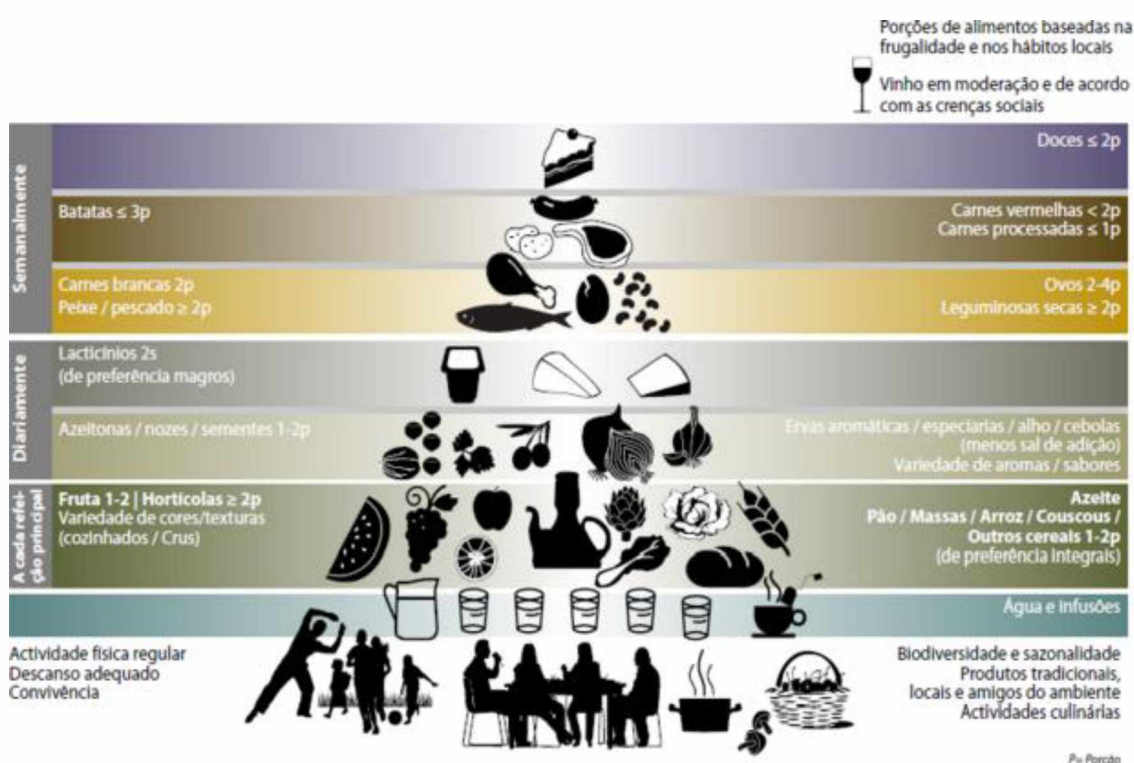 Porções de alimentos baseadas na
frugalidade e nos hábitos locais
Vinho em moderação e de acordo
com as crenças sociais
Semanalmente
Doces ≤ 2p
Batatas ≤ 3p
Carnes vermelhas < 2p
Carnes processadas ≤ 1p
Carnes brancas 2p
Peixe / pescado ≥ 2p
Ovos 2-4p
Leguminosas secas ≥ 2p
Diariamente
Lacticínios 2s
(de preferência magros)
Azeitonas / nozes / sementes 1-2p
Ervas aromáticas / especiarias / alho / cebolas
(menos sal de adição)
Variedade de aromas / sabores
A cada refei-
ção principal
Fruta 1-2 | Hortícolas ≥ 2p
Variedade de cores/texturas
(cozinhados / Crus)
Azeite
Pão / Massas / Arroz / Couscous /
Outros cereais 1-2p
(de preferência integrais)
Água e infusões
Actividade física regular
Descanso adequado
Convivência
Biodiversidade e sazonalidade
Produtos tradicionais,
locais e amigos do ambiente
Actividades culinárias
P= Porção